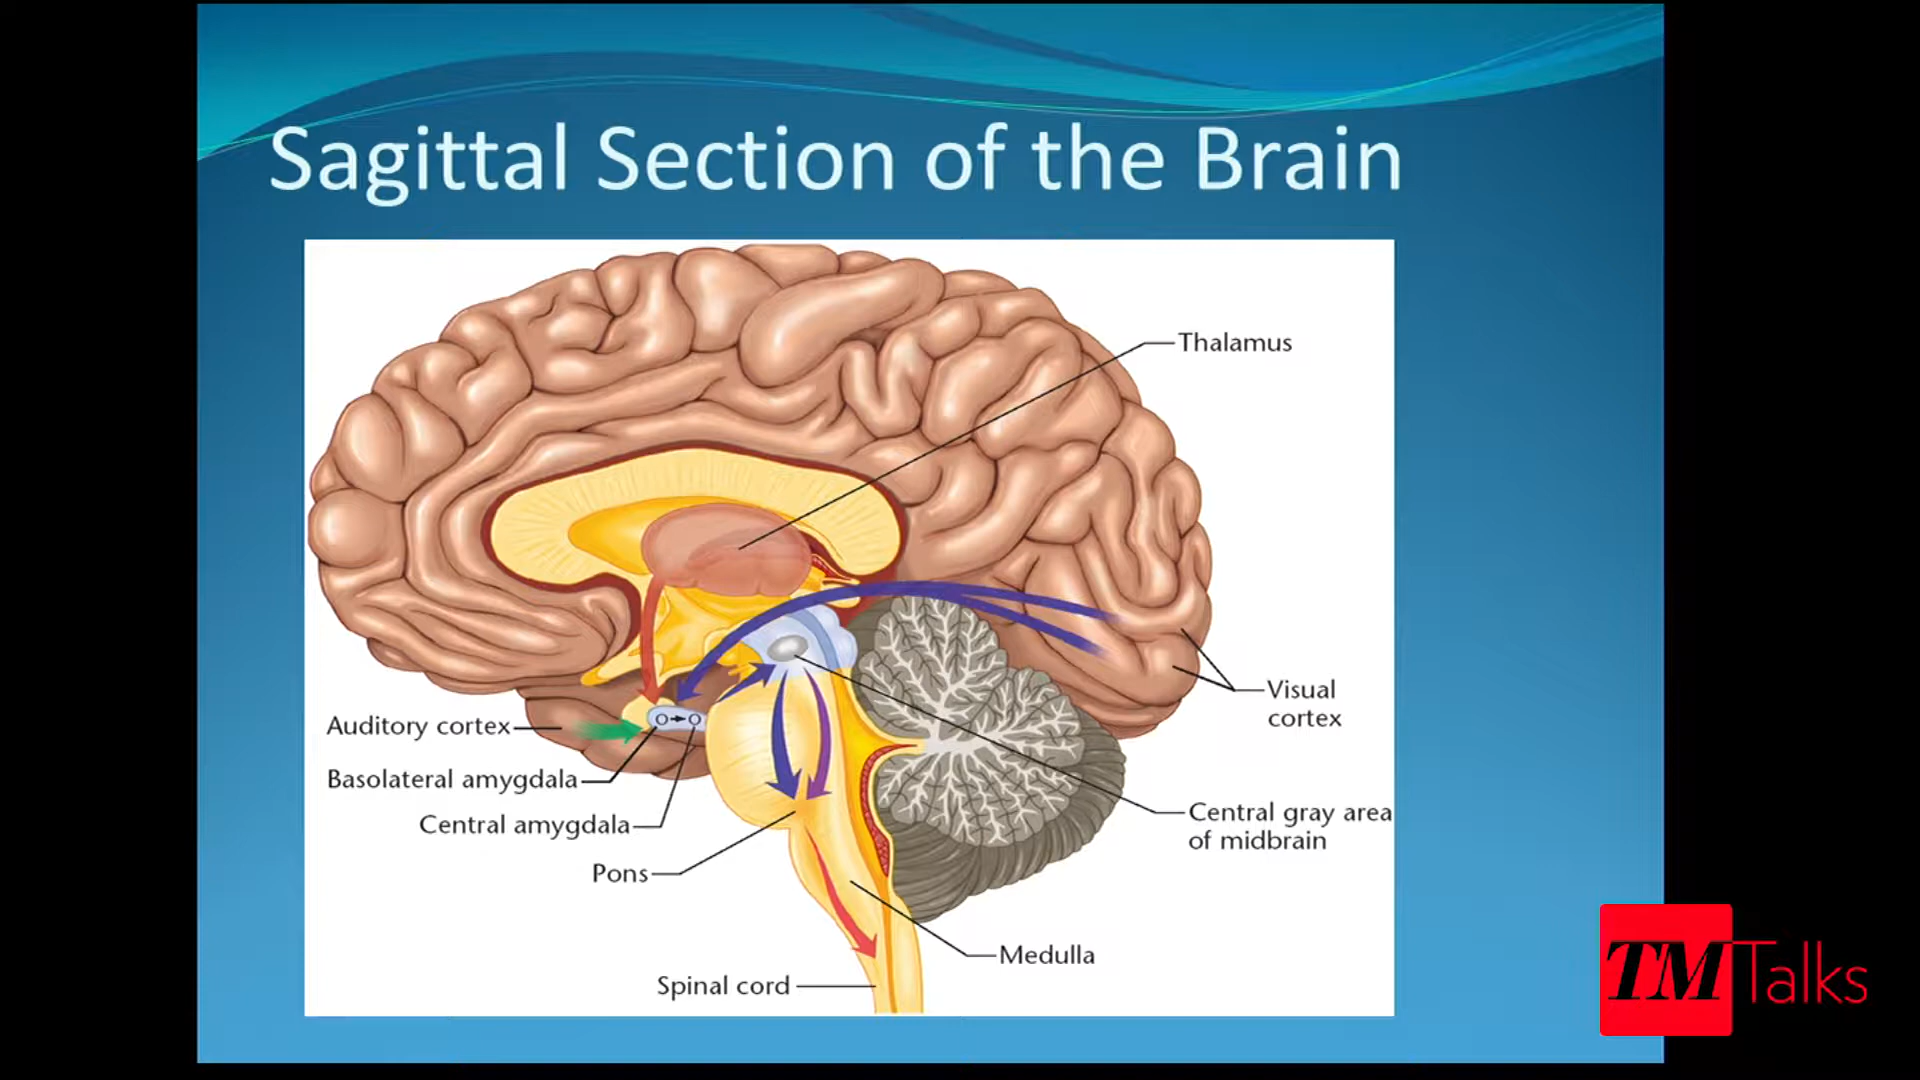 Sagittal Section of the Brain
Thalamus
Visual
cortex
Auditory cortex
O O
Basolateral amygdala
Central amygdala
Central gray area
of midbrain
Pons
Medulla
Spinal cord
TM Talks